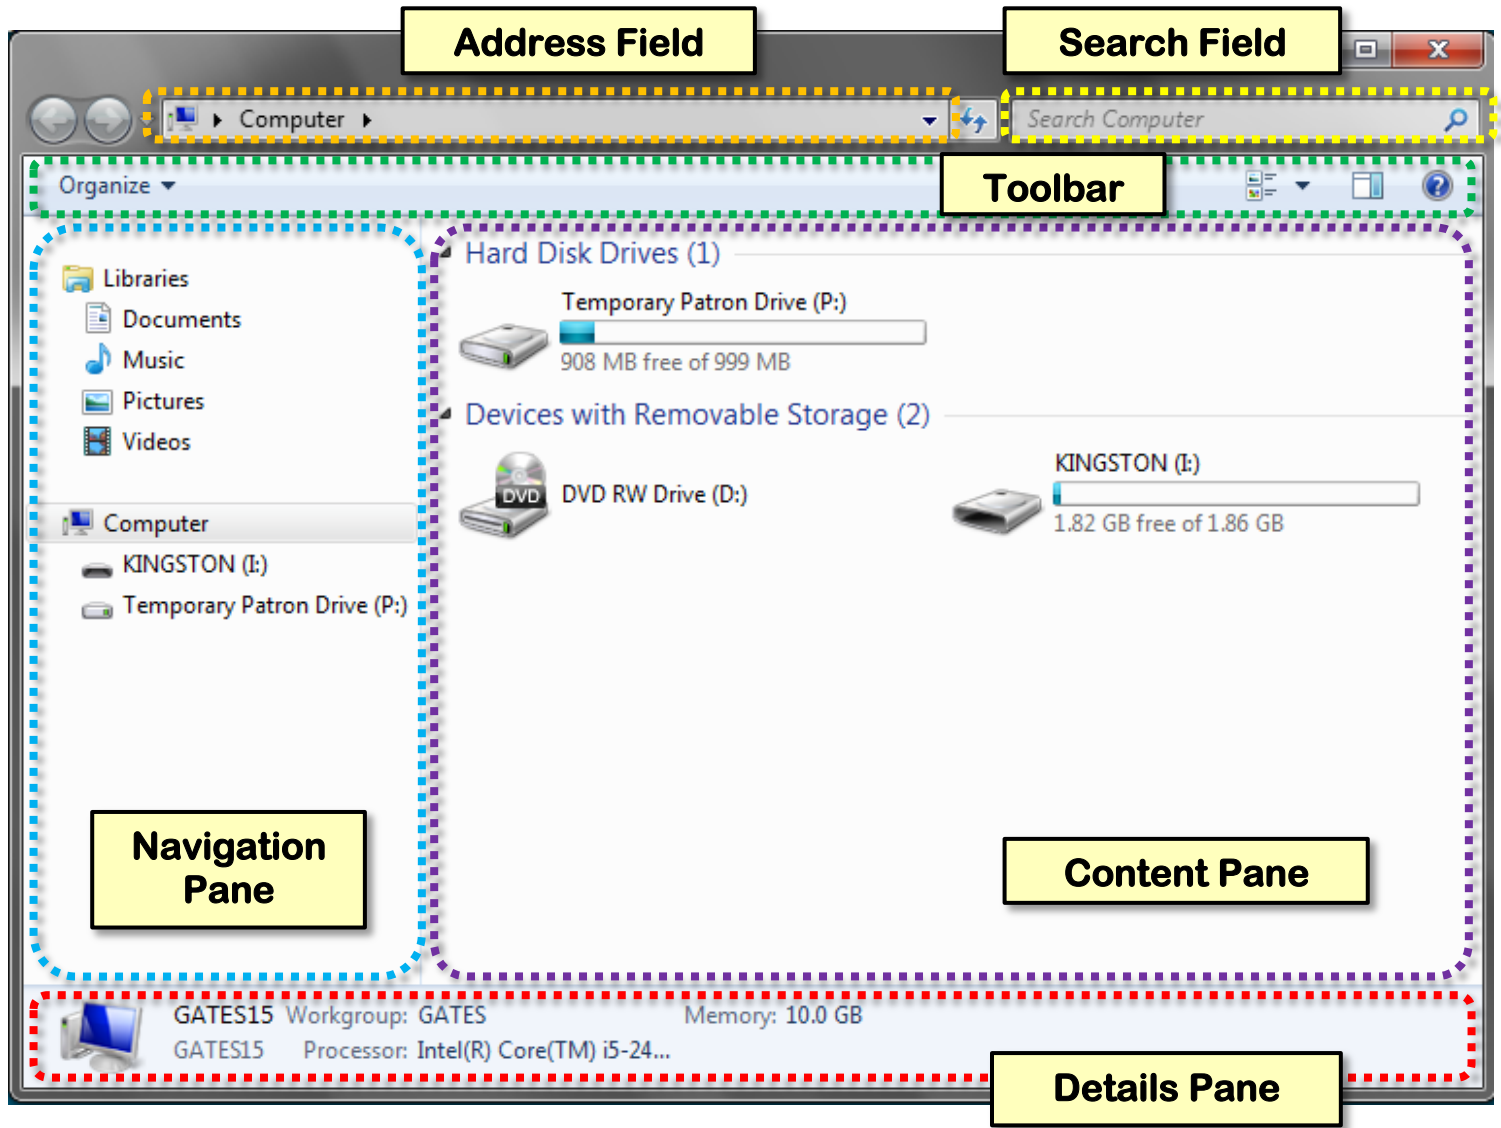 Address Field
Search Field
Computer
Search Computer
Organize
Toolbar
Libraries
Documents
Music
Pictures
Videos
Computer
KINGSTON (I:)
Temporary Patron Drive (P:)
Navigation
Pane
Hard Disk Drives (1)
Temporary Patron Drive (P:)
908 MB free of 999 MB
Devices with Removable Storage (2)
DVD
DVD RW Drive (D:)
KINGSTON (I:)
1.82 GB free of 1.86 GB
Content Pane
GATES15 Workgroup: GATES Memory: 10.0 GB
GATES15 Processor: Intel(R) Core(TM) i5-24...
Details Pane